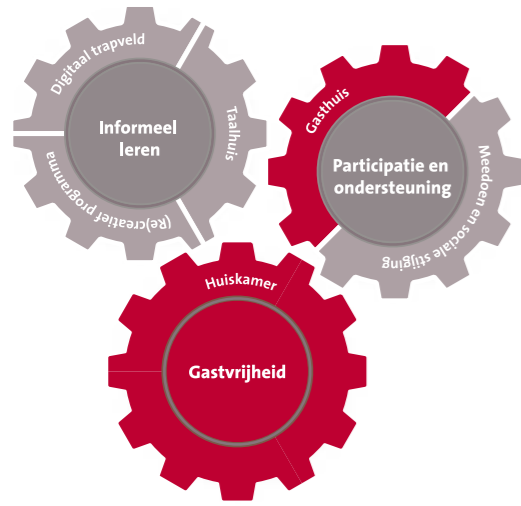 Digitaal trapveld
Taalhuis
(Re)creatief programma
Informeel
leren
Gasthuis
Meedoen en sociale stijging
Participatie en
ondersteuning
Huiskamer
Gastvrijheid